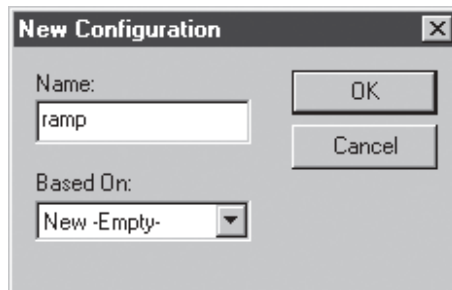 New Configuration
Name:
ramp
OK
Cancel
Based On:
New -Empty-